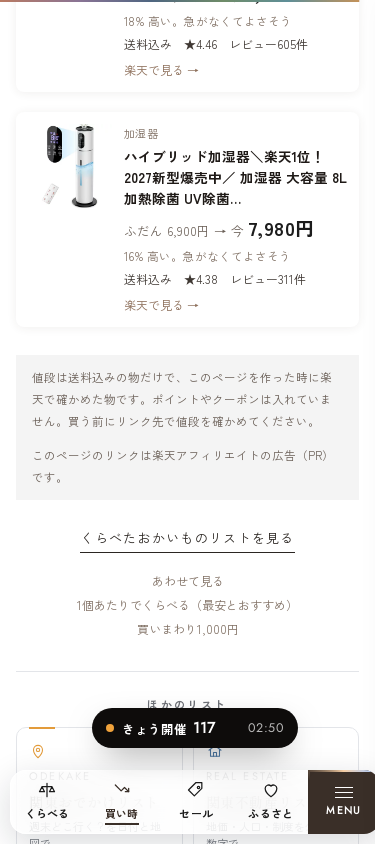 18% 高い。急がなくてよさそう
送料込み ★4.46 レビュー605件
楽天で見る →
加湿器
ハイブリッド加湿器＼楽天1位！
2027新型爆売中／ 加湿器 大容量 8L
加熱除菌 UV除菌...
ふだん 6,900円 → 今 7,980円
16% 高い。急がなくてよさそう
送料込み ★4.38 レビュー311件
楽天で見る →
値段は送料込みの物だけで、このページを作った時に楽
天で確かめた物です。ポイントやクーポンは入れていま
せん。買う前にリンク先で値段を確かめてください。
このページのリンクは楽天アフィリエイトの広告（PR）
です。
くらべたおかいものリストを見る
あわせて見る
1個あたりでくらべる（最安とおすすめ）
買いまわり1,000円
ほかのリスト
きょう開催 117 02:50
ODEKAKE
REAL ESTATE
くらべる 買い時 セール ふるさと MENU